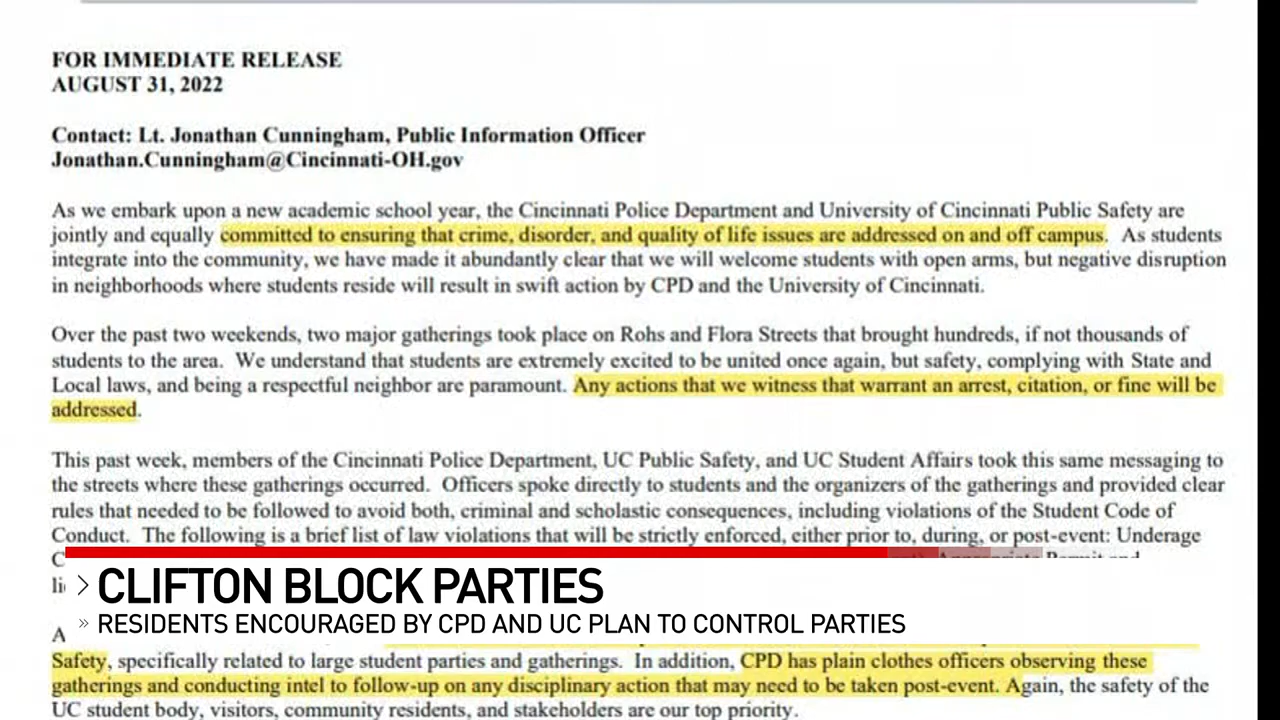 FOR IMMEDIATE RELEASE
AUGUST 31, 2022
Contact: Lt. Jonathan Cunningham, Public Information Officer
Jonathan.Cunningham@Cincinnati-OH.gov
As we embark upon a new academic school year, the Cincinnati Police Department and University of Cincinnati Public Safety are
jointly and equally committed to ensuring that crime, disorder, and quality of life issues are addressed on and off campus. As students
integrate into the community, we have made it abundantly clear that we will welcome students with open arms, but negative disruption
in neighborhoods where students reside will result in swift action by CPD and the University of Cincinnati.
Over the past two weekends, two major gatherings took place on Rohs and Flora Streets that brought hundreds, if not thousands of
students to the area. We understand that students are extremely excited to be united once again, but safety, complying with State and
Local laws, and being a respectful neighbor are paramount. Any actions that we witness that warrant an arrest, citation, or fine will be
addressed.
This past week, members of the Cincinnati Police Department, UC Public Safety, and UC Student Affairs took this same messaging to
the streets where these gatherings occurred. Officers spoke directly to students and the organizers of the gatherings and provided clear
rules that needed to be followed to avoid both, criminal and scholastic consequences, including violations of the Student Code of
Conduct. The following is a brief list of law violations that will be strictly enforced, either prior to, during, or post-event: Underage
CLIFTON BLOCK PARTIES
RESIDENTS ENCOURAGED BY CPD AND UC PLAN TO CONTROL PARTIES
Safety, specifically related to large student parties and gatherings. In addition, CPD has plain clothes officers observing these
gatherings and conducting intel to follow-up on any disciplinary action that may need to be taken post-event. Again, the safety of the
UC student body, visitors, community residents, and stakeholders are our top priority.